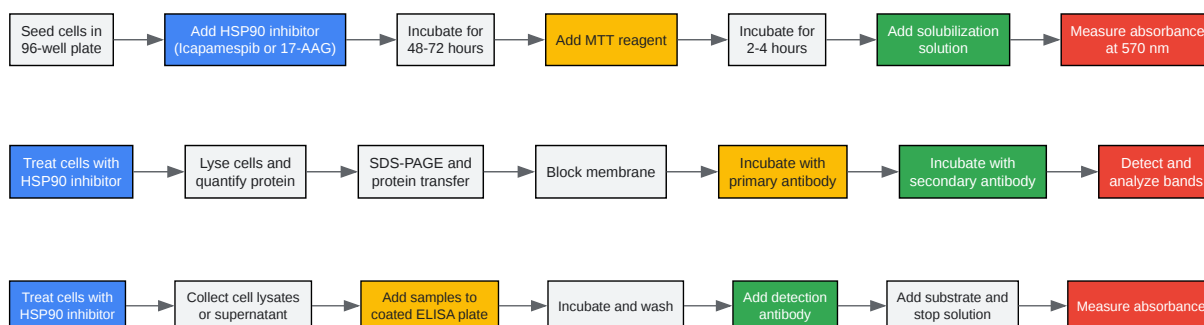 Seed cells in
96-well plate
Add HSP90 inhibitor
(Icapamespib or 17-AAG)
Incubate for
48-72 hours
Add MTT reagent
Incubate for
2-4 hours
Add solubilization
solution
Measure absorbance
at 570 nm
Treat cells with
HSP90 inhibitor
Lyse cells and
quantify protein
SDS-PAGE and
protein transfer
Block membrane
Incubate with
primary antibody
Incubate with
secondary antibody
Detect and
analyze bands
Treat cells with
HSP90 inhibitor
Collect cell lysates
or supernatant
Add samples to
coated ELISA plate
Incubate and wash
Add detection
antibody
Add substrate and
stop solution
Measure absorbance